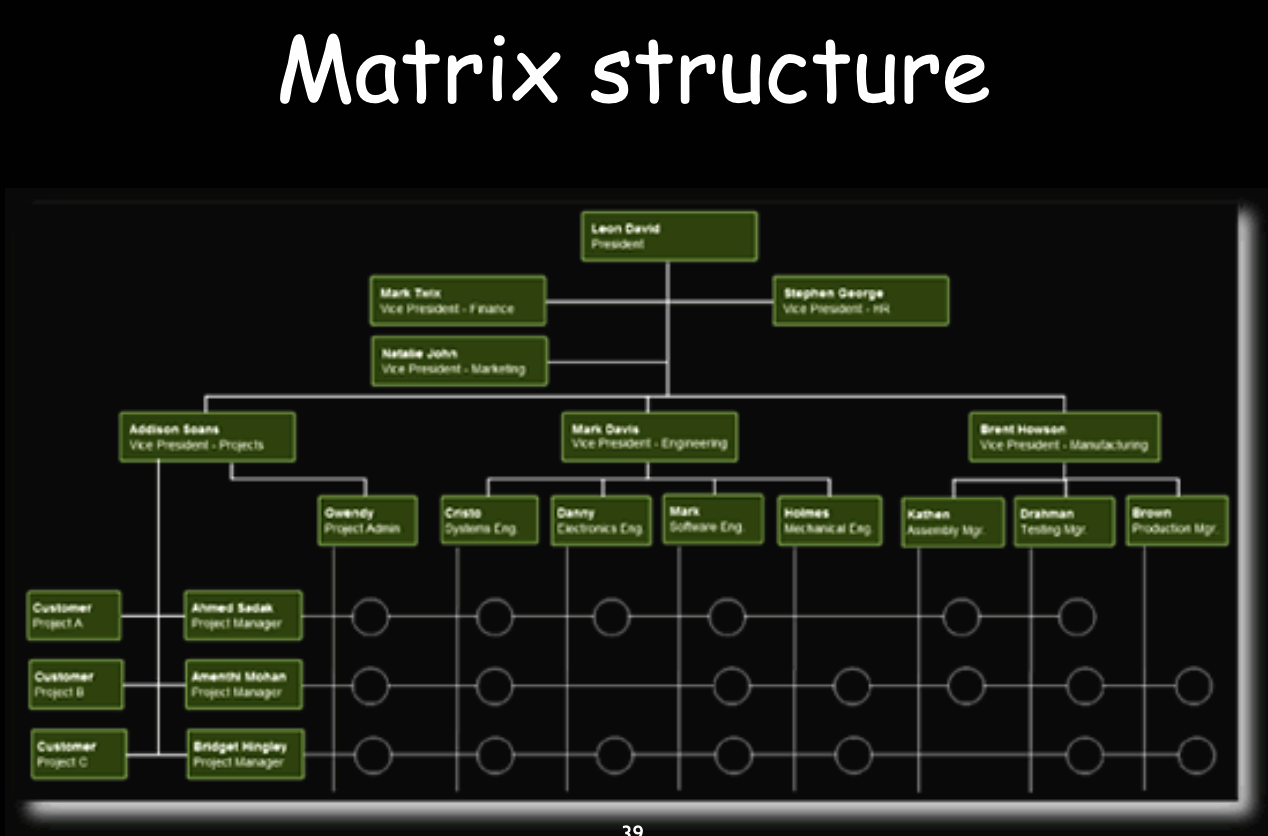 Matrix structure
Leon David
President
Mark Twix
Vice President - Finance
Stephen George
Vice President - HR
Natalie John
Vice President - Marketing
Addison Soans
Vice President - Projects
Mark Davis
Vice President - Engineering
Brent Howson
Vice President - Manufacturing
Gwendy
Project Admin
Cristo
Systems Eng.
Danny
Electronics Eng.
Mark
Software Eng.
Holmes
Mechanical Eng.
Kathen
Assembly Mgr.
Drahman
Testing Mgr.
Brown
Production Mgr.
Customer
Project A
Ahmed Sadak
Project Manager
Customer
Project B
Amenthi Mohan
Project Manager
Customer
Project C
Bridget Hingley
Project Manager
39